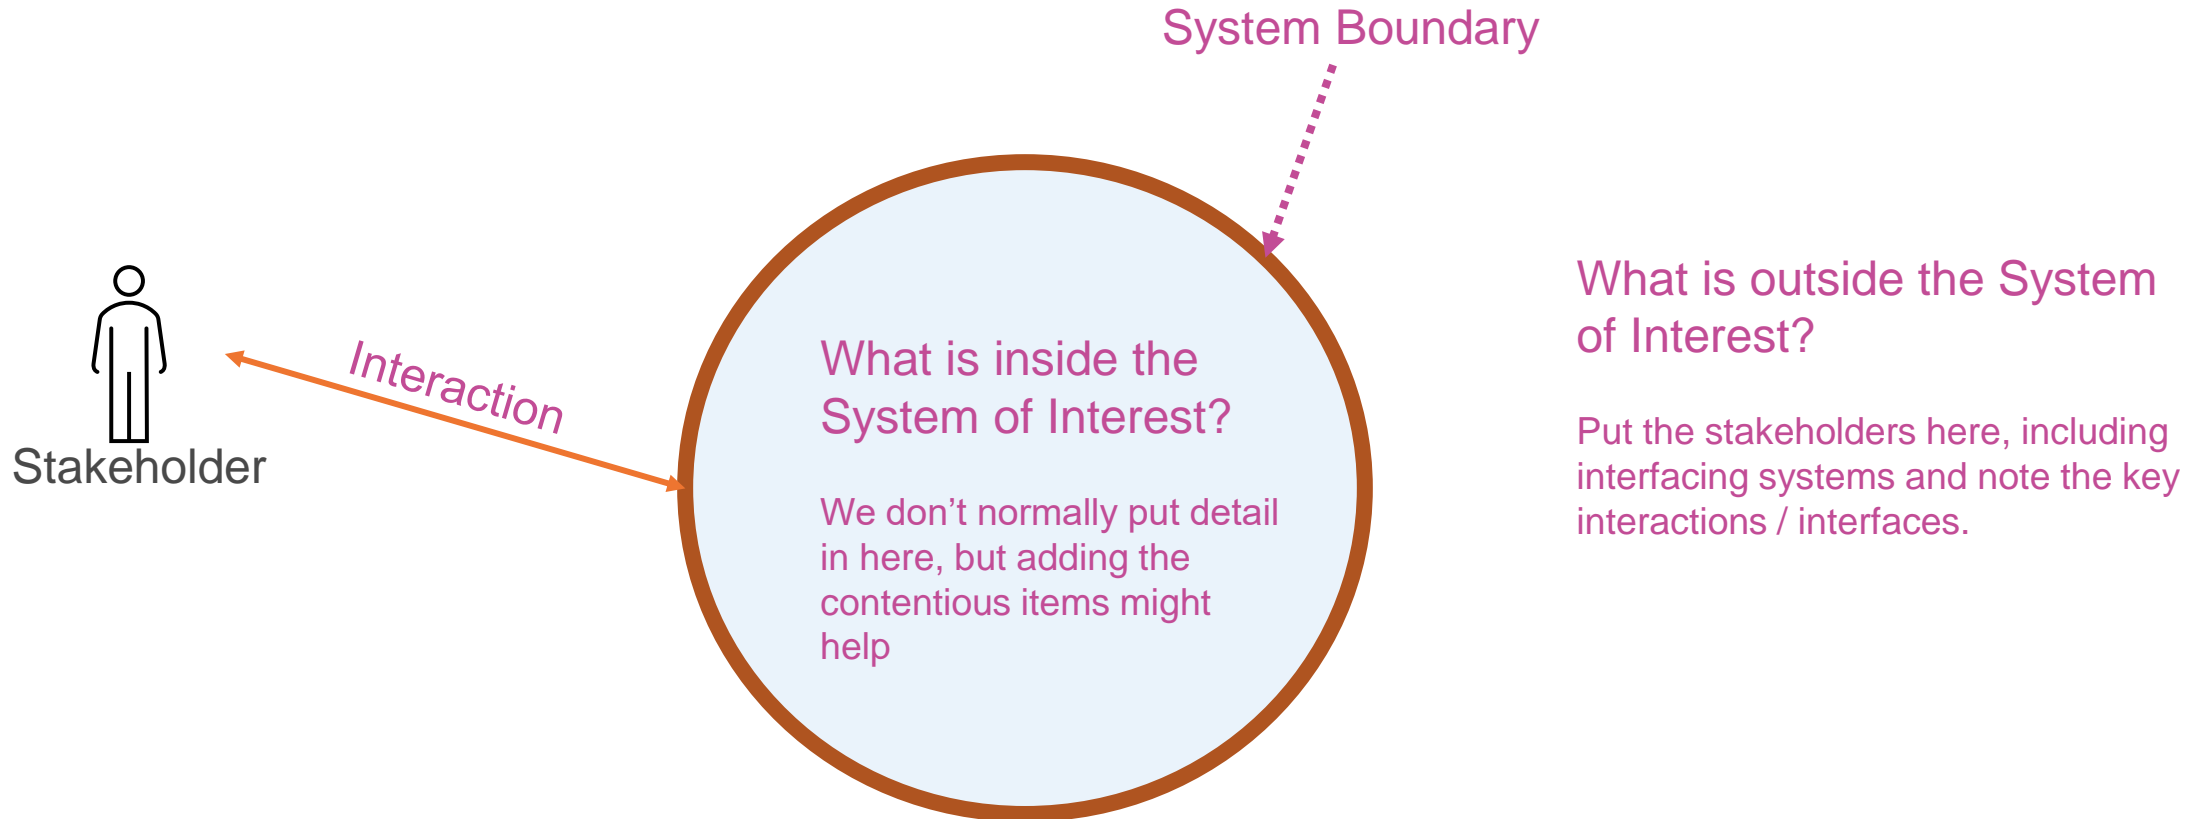 System Boundary
Stakeholder
Interaction
What is inside the
System of Interest?
We don’t normally put detail
in here, but adding the
contentious items might
help
What is outside the System
of Interest?
Put the stakeholders here, including
interfacing systems and note the key
interactions / interfaces.